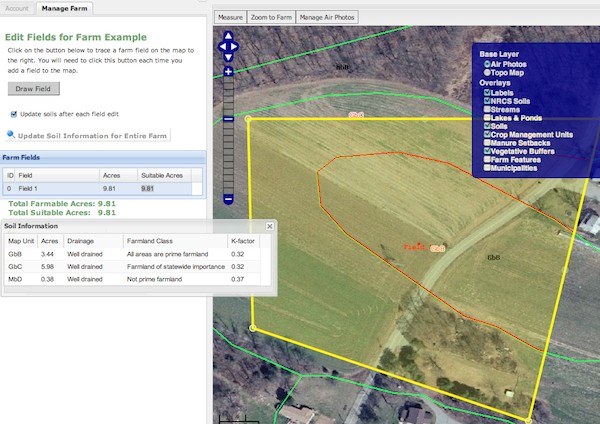 Account
Manage Farm
Edit Fields for Farm Example
Click on the button below to trace a farm field on the map to
the right. You will need to click this button each time you
add a field to the map.
Draw Field
Update soils after each field edit
Update Soil Information for Entire Farm
Farm Fields
ID Field Acres Suitable Acres
0 Field 1 9.81 9.81
Total Farmable Acres: 9.81
Total Suitable Acres: 9.81
Soil Information
Map Unit Acres Drainage Farmland Class K-factor
GbB 3.44 Well drained All areas are prime farmland 0.32
GbC 5.98 Well drained Farmland of statewide importance 0.32
MbD 0.38 Well drained Not prime farmland 0.37
Measure
Zoom to Farm
Manage Air Photos
Base Layer
Air Photos
Topo Map
Overlays
Labels
NRCS Soils
Streams
Lakes & Ponds
Soils
Crop Management Units
Manure Setbacks
Vegetative Buffers
Farm Features
Municipalities
GbB